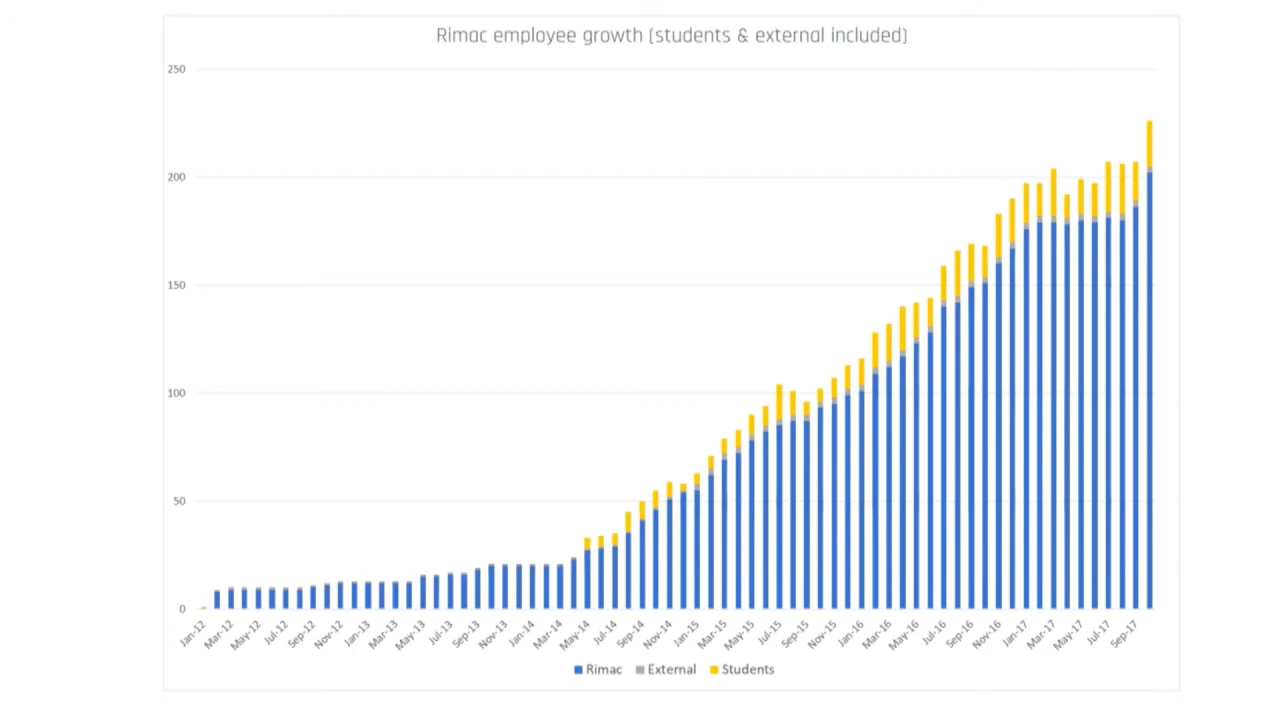 Rimac employee growth (students & external included)
250
200
150
100
50
0
Jan-12 Mar-12 May-12 Jul-12 Sep-12 Nov-12 Jan-13 Mar-13 May-13 Jul-13 Sep-13 Nov-13 Jan-14 Mar-14 May-14 Jul-14 Sep-14 Nov-14 Jan-15 Mar-15 May-15 Jul-15 Sep-15 Nov-15 Jan-16 Mar-16 May-16 Jul-16 Sep-16 Nov-16 Jan-17 Mar-17 May-17 Jul-17 Sep-17
Rimac External Students